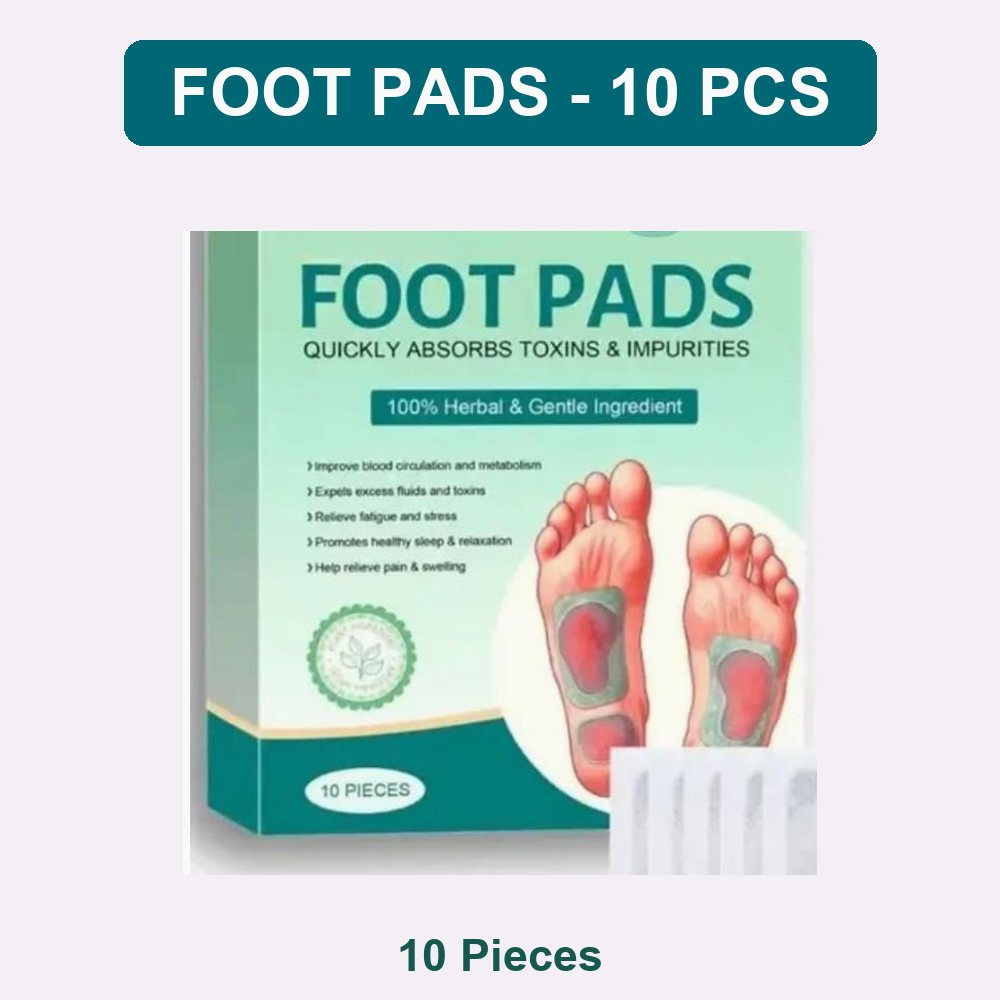 FOOT PADS - 10 PCS
FOOT PADS
QUICKLY ABSORBS TOXINS & IMPURITIES
100% Herbal & Gentle Ingredient
›Improve blood circulation and metabolism
›Expels excess fluids and toxins
›Relieve fatigue and stress
›Promotes healthy sleep & relaxation
›Help relieve pain & swelling
10 PIECES
10 Pieces